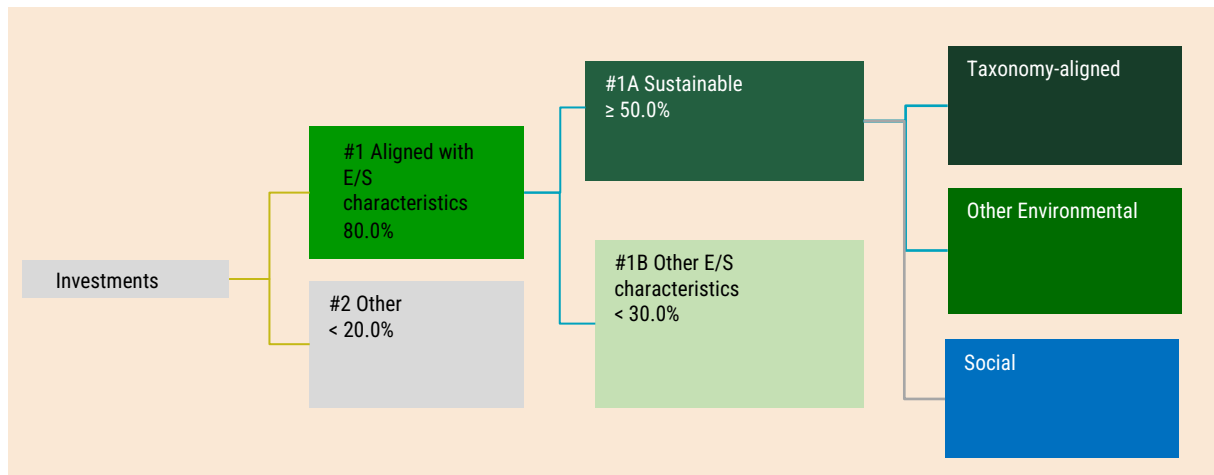 Investments
#1 Aligned with
E/S
characteristics
80.0%
#2 Other
< 20.0%
#1A Sustainable
≥ 50.0%
#1B Other E/S
characteristics
< 30.0%
Taxonomy-aligned
Other Environmental
Social